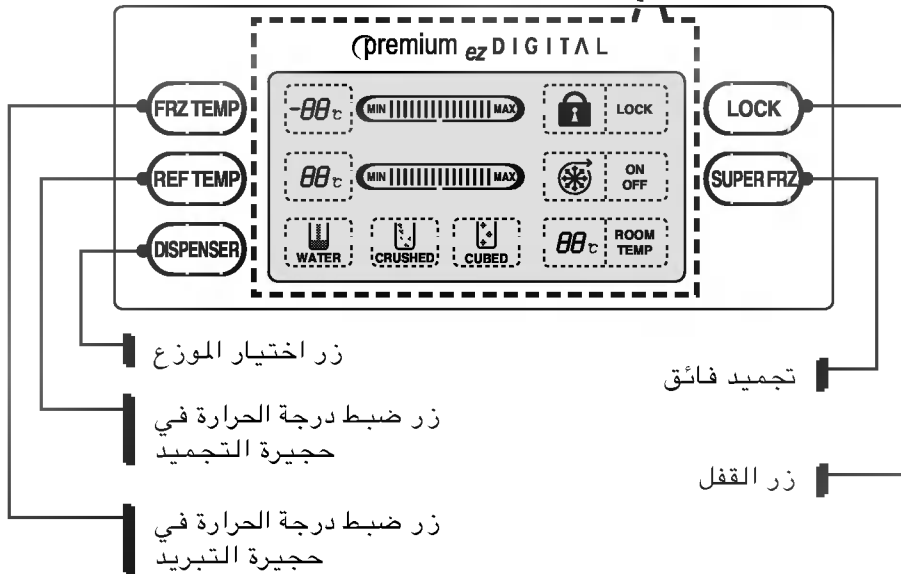 premium ez DIGITAL
FRZ TEMP
-88 °C
MIN MAX
LOCK
LOCK
REF TEMP
88 °C
MIN MAX
ON
OFF
SUPER FRZ
DISPENSER
WATER
CRUSHED
CUBED
88 °C
ROOM
TEMP
زر اختيار الموزع
تجميد فائق
زر ضبط درجة الحرارة في
حجيرة التجميد
زر القفل
زر ضبط درجة الحرارة في
حجيرة التبريد